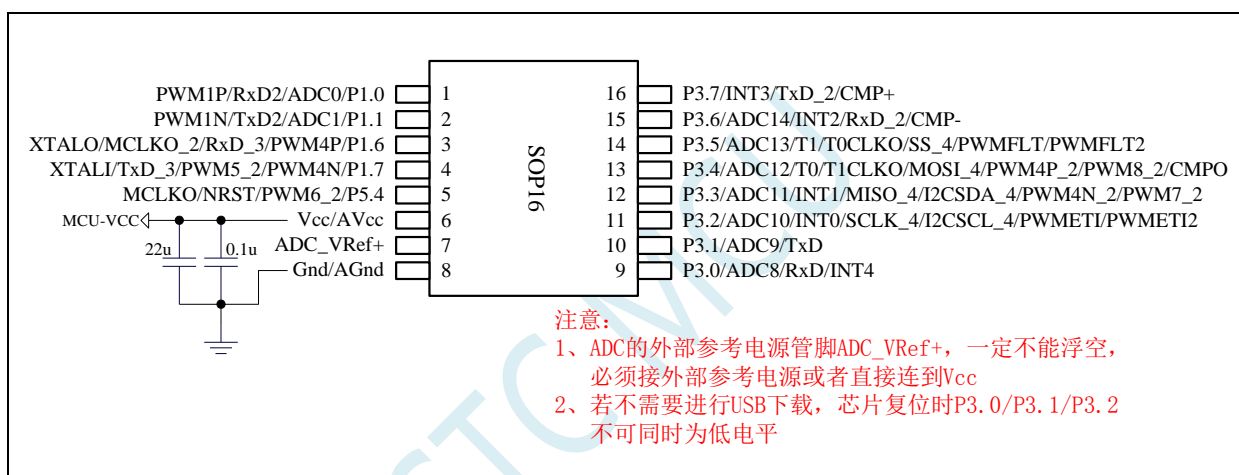 PWM1P/RxD2/ADC0/P1.0 1 16 P3.7/INT3/TxD_2/CMP+
PWM1N/TxD2/ADC1/P1.1 2 15 P3.6/ADC14/INT2/RxD_2/CMP-
XTALO/MCLKO_2/RxD_3/PWM4P/P1.6 3 14 P3.5/ADC13/T1/T0CLKO/SS_4/PWMFLT/PWMFLT2
XTALI/TxD_3/PWM5_2/PWM4N/P1.7 4 13 P3.4/ADC12/T0/T1CLKO/MOSI_4/PWM4P_2/PWM8_2/CMPO
MCLKO/NRST/PWM6_2/P5.4 5 12 P3.3/ADC11/INT1/MISO_4/I2CSDA_4/PWM4N_2/PWM7_2
MCU-VCC Vcc/AVcc 6 11 P3.2/ADC10/INT0/SCLK_4/I2CSCL_4/PWMETI/PWMETI2
22u 0.1u ADC_VRef+ 7 10 P3.1/ADC9/TxD
Gnd/AGnd 8 9 P3.0/ADC8/RxD/INT4
SOP16
注意：
1、ADC的外部参考电源管脚ADC_VRef+，一定不能浮空，
必须接外部参考电源或者直接连到Vcc
2、若不需要进行USB下载，芯片复位时P3.0/P3.1/P3.2
不可同时为低电平
STC MCU